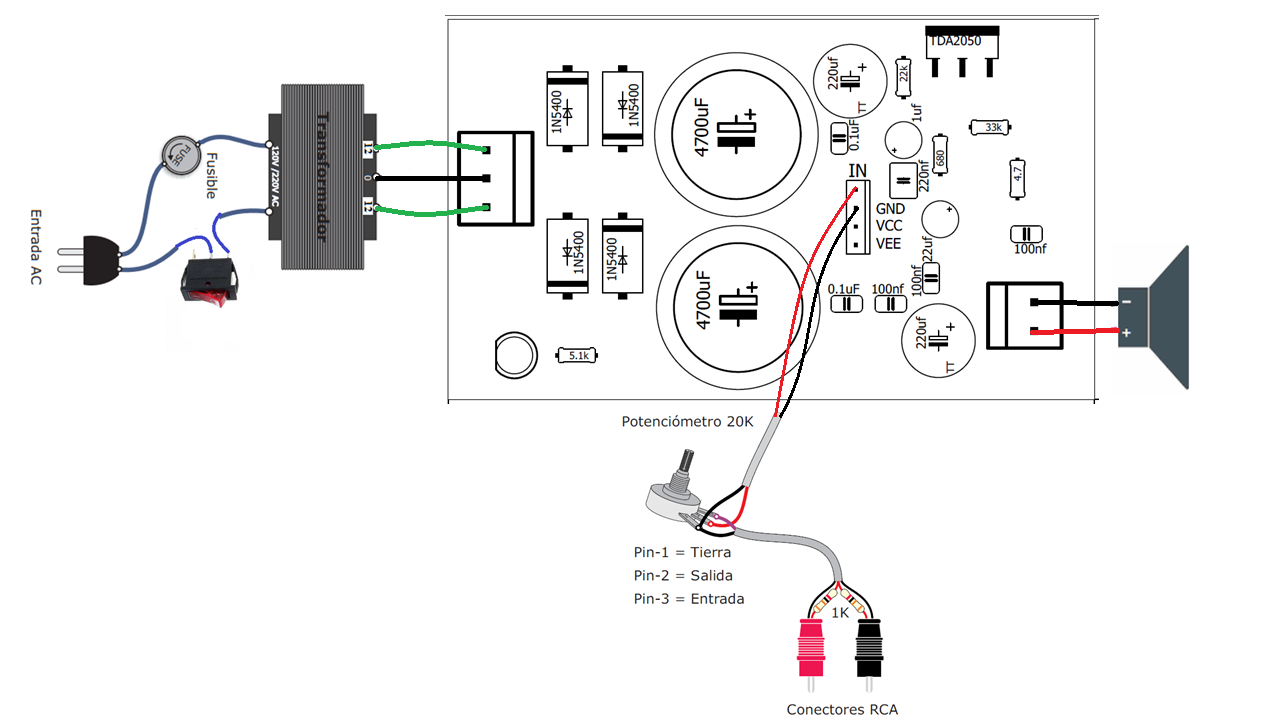 Entrada AC
FUSE
Fusible
120V /220V AC
Transformador
12
0
12
1N5400
1N5400
1N5400
1N5400
5.1k
4700uF
+
4700uF
+
220uf
+
TT
22k
TDA2050
0.1uF
1uf
+
33k
680
220nf
4.7
IN
GND
VCC
VEE
22uf
+
100nf
100nf
0.1uF
100nf
220uf
+
TT
-
+
Potenciómetro 20K
Pin-1 = Tierra
Pin-2 = Salida
Pin-3 = Entrada
1K
Conectores RCA